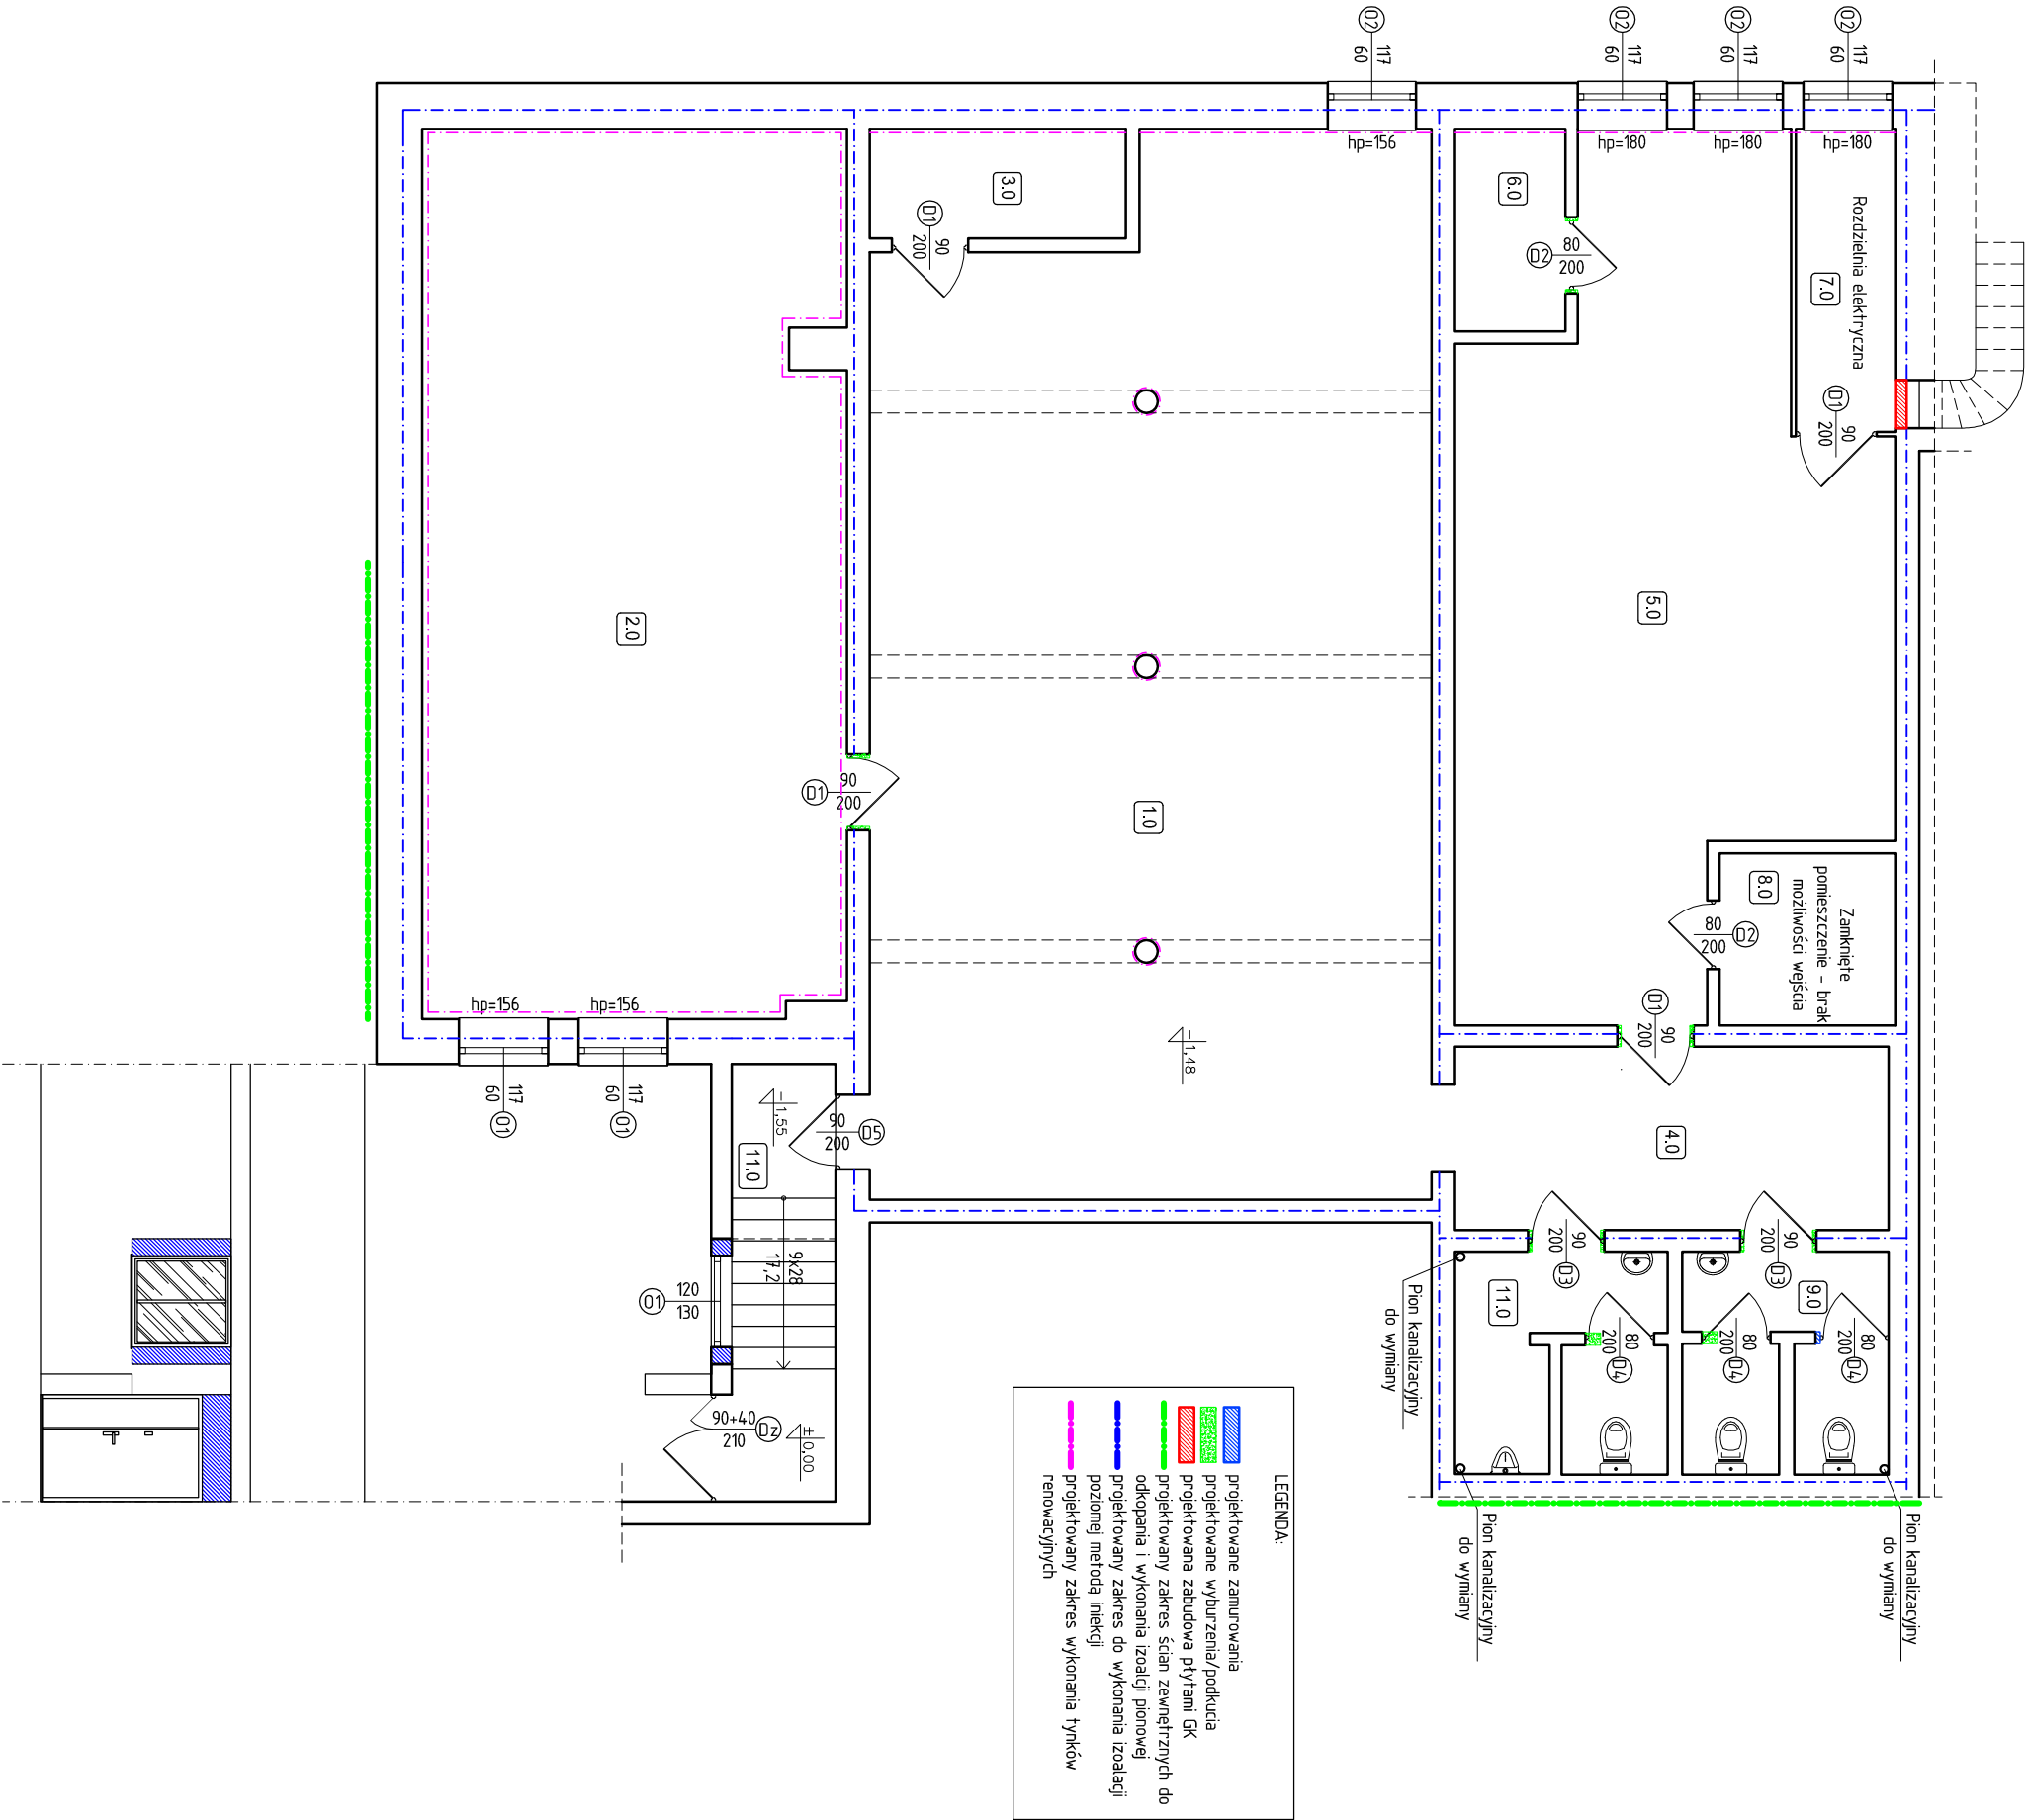 O2
117
60
O2
117
60
O2
117
60
O2
117
60
hp=156
hp=180
hp=180
hp=180
3.0
6.0
Rozdzielnia elektryczna
7.0
D1
90
200
D2
80
200
D1
90
200
2.0
5.0
D1
90
200
1.0
8.0
Zamknięte
pomieszczenie - brak
możliwości wejścia
80
200
D2
hp=156
hp=156
D1
90
200
-1,48
117
60
O1
117
60
O1
-1,55
90
200
D5
11.0
4.0
9x28
17,2
O1
120
130
90
200
D3
90
200
D3
11.0
9.0
80
200
D4
80
200
D4
80
200
D4
Pion kanalizacyjny
do wymiany
90+40
210
Dz
±0,00
Pion kanalizacyjny
do wymiany
Pion kanalizacyjny
do wymiany
LEGENDA:
projektowane zamurowania
projektowane wyburzenia/podkucia
projektowana zabudowa płytami GK
projektowany zakres ścian zewnętrznych do
odkopania i wykonania izoalcji pionowej
projektowany zakres do wykonania izoalacji
poziomej metodą iniekcji
projektowany zakres wykonania tynków
renowacyjnych